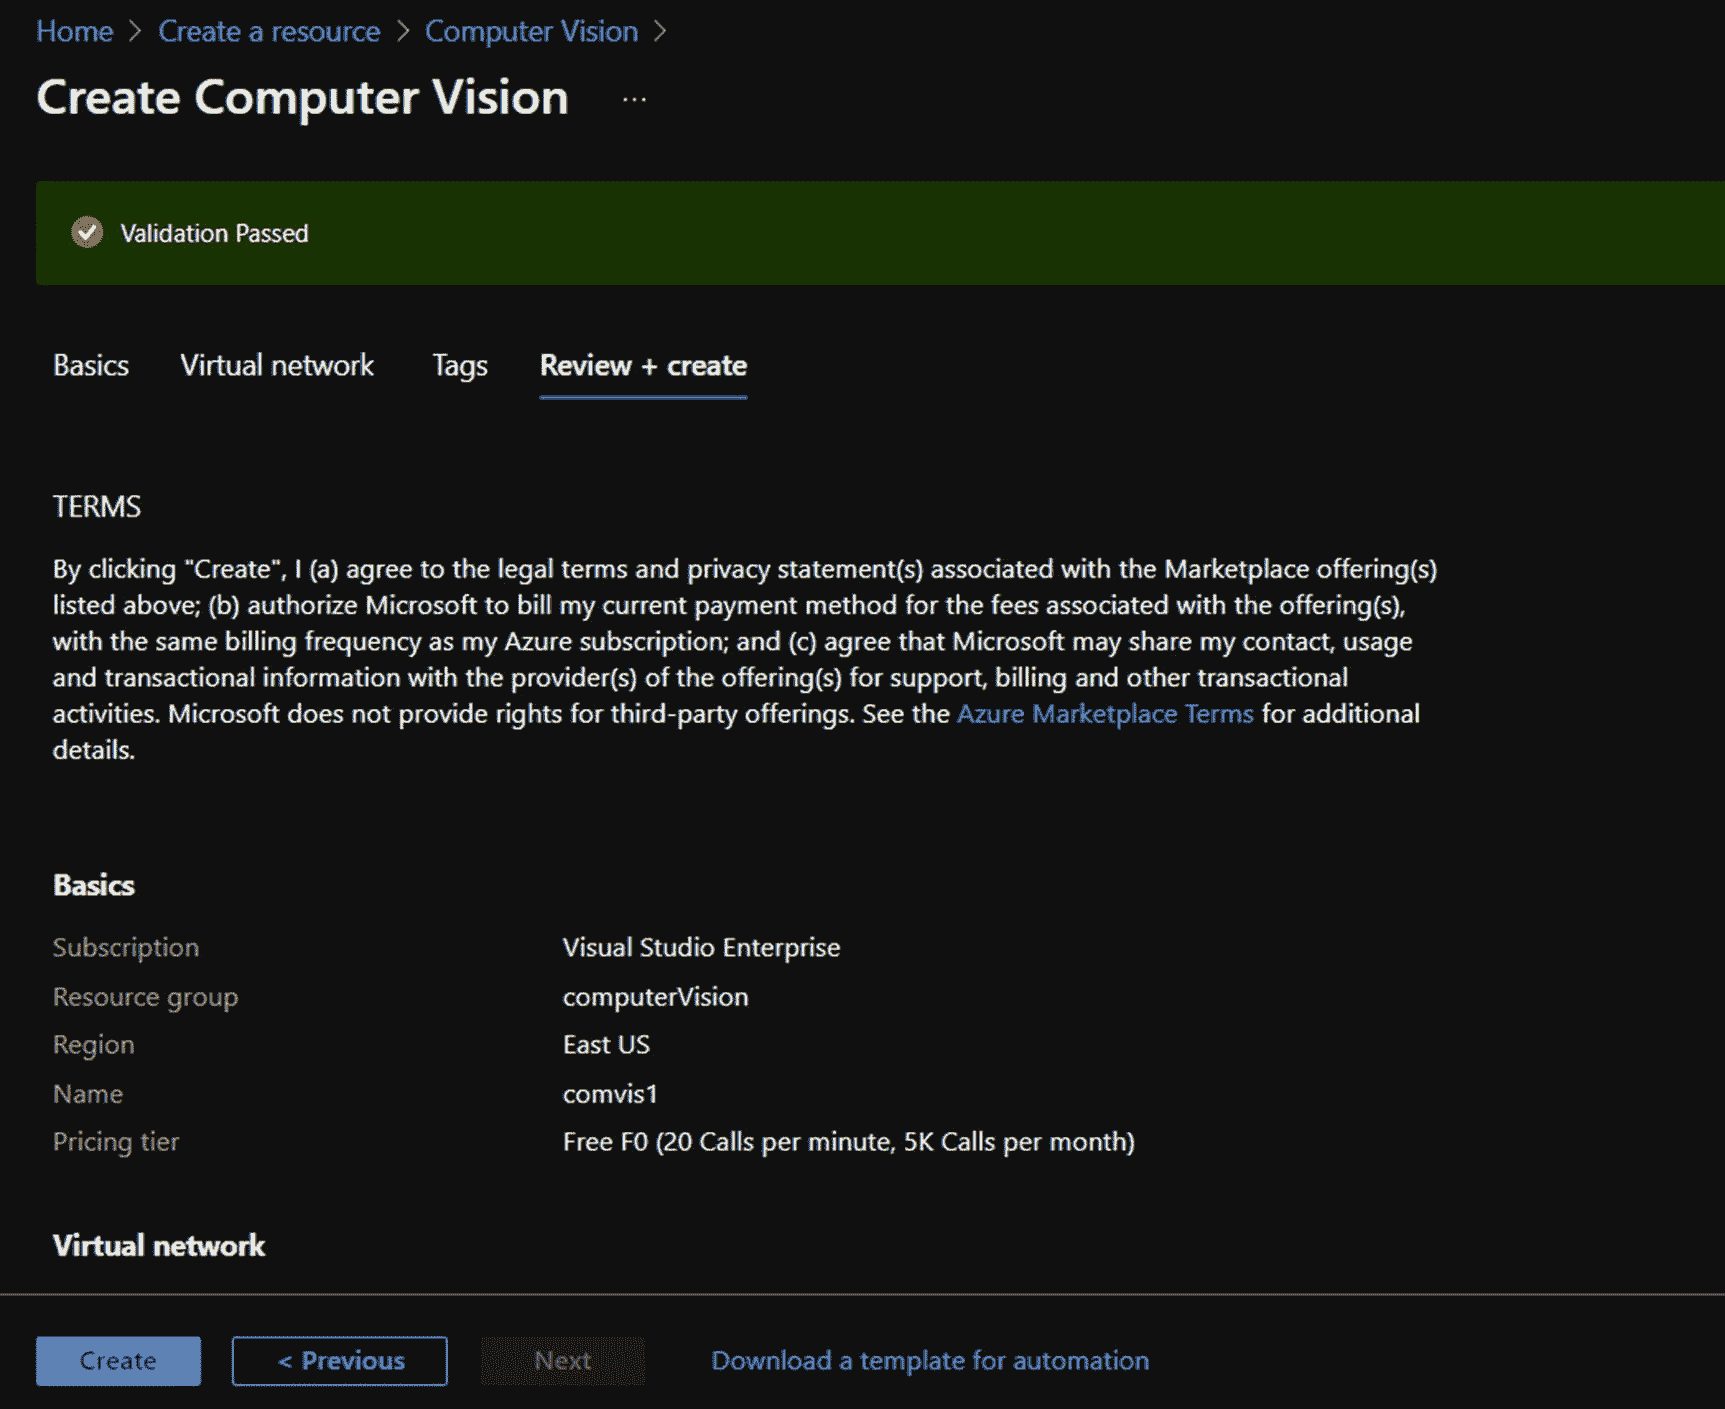 Home > Create a resource > Computer Vision >
Create Computer Vision ...
Validation Passed
Basics Virtual network Tags Review + create
TERMS
By clicking "Create", I (a) agree to the legal terms and privacy statement(s) associated with the Marketplace offering(s)
listed above; (b) authorize Microsoft to bill my current payment method for the fees associated with the offering(s),
with the same billing frequency as my Azure subscription; and (c) agree that Microsoft may share my contact, usage
and transactional information with the provider(s) of the offering(s) for support, billing and other transactional
activities. Microsoft does not provide rights for third-party offerings. See the Azure Marketplace Terms for additional
details.
Basics
Subscription Visual Studio Enterprise
Resource group computerVision
Region East US
Name comvis1
Pricing tier Free F0 (20 Calls per minute, 5K Calls per month)
Virtual network
Create < Previous Next Download a template for automation